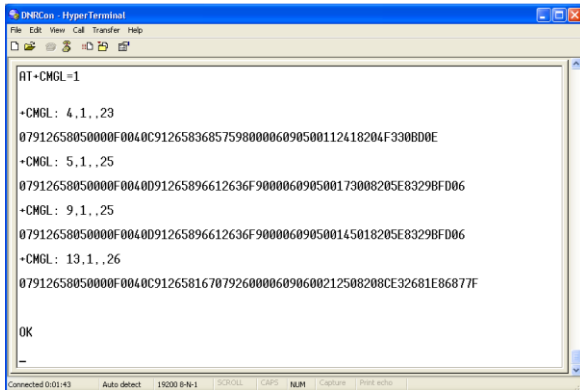 DNRCon - HyperTerminal
File Edit View Call Transfer Help
AT+CMGL=1
+CMGL: 4,1,,23
07912658050000F0040C912658368575980000609050011241820 4F330BD0E
+CMGL: 5,1,,25
07912658050000F0040D91265896612636F90000609050017300820 5E8329BFD06
+CMGL: 9,1,,25
07912658050000F0040D91265896612636F90000609050014501820 5E8329BFD06
+CMGL: 13,1,,26
07912658050000F0040C912658167079260000609060021250820 8CE32681E86877F
OK
Connected 0:01:43 Auto detect 19200 8-N-1 SCROLL CAPS NUM Capture Print echo